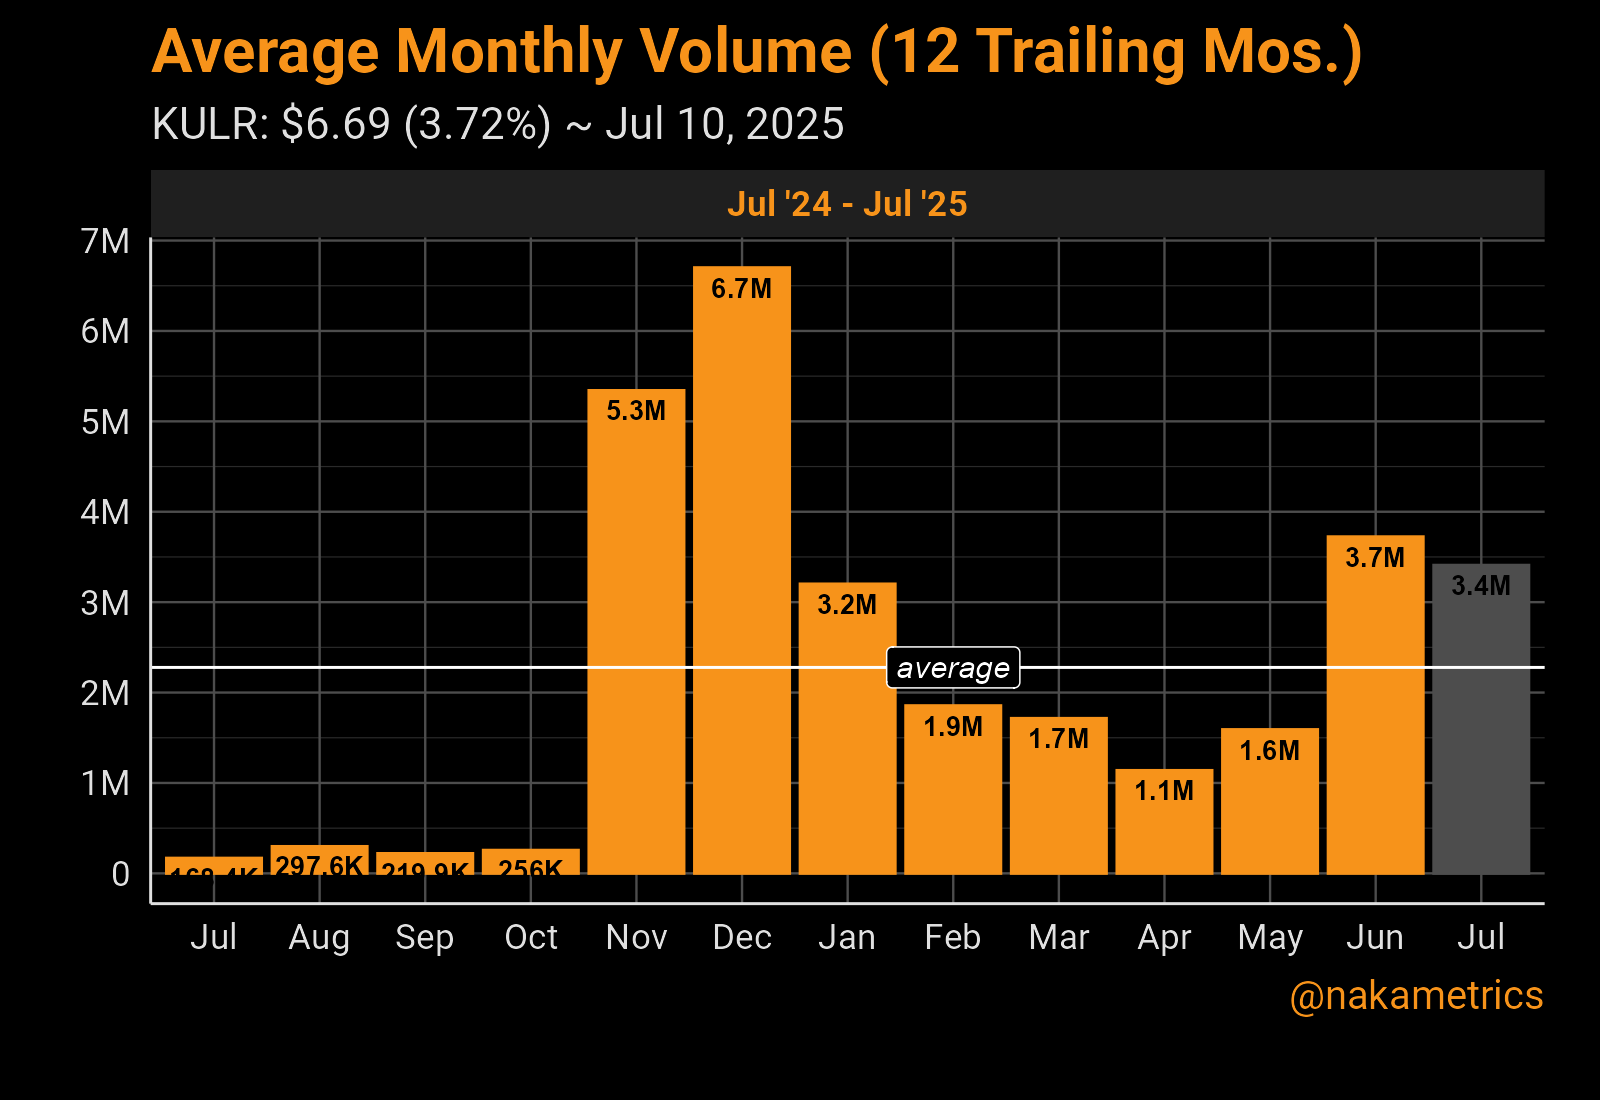 Average Monthly Volume (12 Trailing Mos.)
KULR: $6.69 (3.72%) ~ Jul 10, 2025
Jul '24 - Jul '25
7M
6M
5M
4M
3M
2M
1M
0
6.7M
5.3M
3.7M
3.4M
3.2M
average
1.9M
1.7M
1.6M
1.1M
297.6K
219.9K
256K
Jul Aug Sep Oct Nov Dec Jan Feb Mar Apr May Jun Jul
@nakametrics